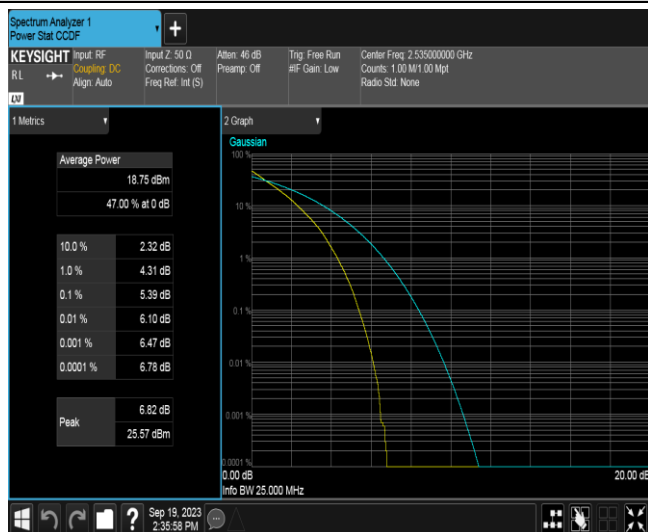 Spectrum Analyzer 1
Power Stat CCDF
+
KEYSIGHT
RL
LXI
Input: RF
Coupling: DC
Align: Auto
Input Z: 50 Ω
Corrections: Off
Freq Ref: Int (S)
Atten: 46 dB
Preamp: Off
Trig: Free Run
#IF Gain: Low
Center Freq: 2.535000000 GHz
Counts: 1.00 M/1.00 Mpt
Radio Std: None
1 Metrics
Average Power
18.75 dBm
47.00 % at 0 dB
10.0 % 2.32 dB
1.0 % 4.31 dB
0.1 % 5.39 dB
0.01 % 6.10 dB
0.001 % 6.47 dB
0.0001 % 6.78 dB
Peak 6.82 dB
25.57 dBm
2 Graph
Gaussian
100 %
10 %
1 %
0.1 %
0.01 %
0.001 %
0.0001 %
0.00 dB 20.00 dB
Info BW 25.000 MHz
?
Sep 19, 2023
2:35:58 PM